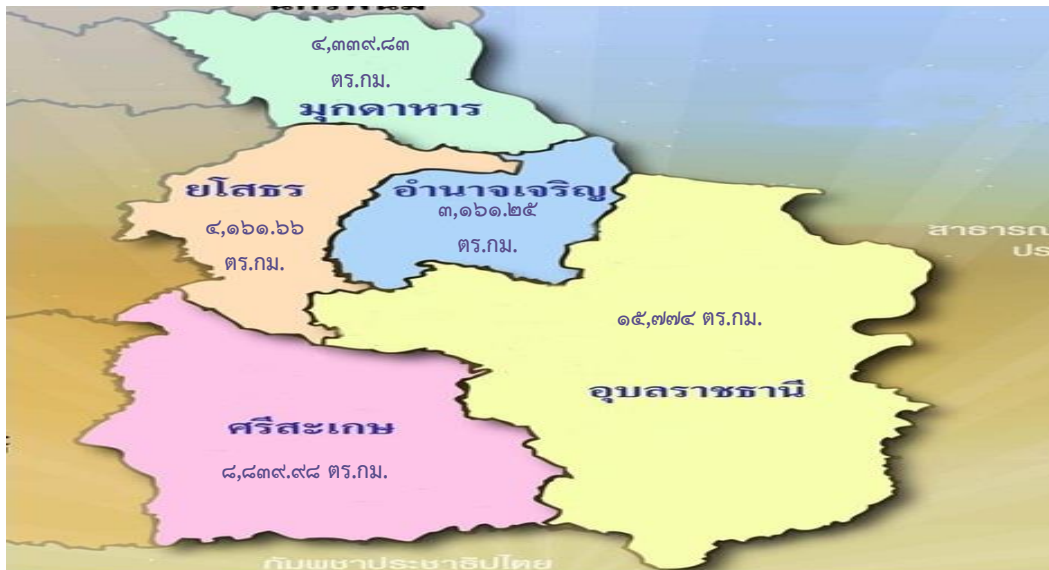 ๔,๓๓๙.๘๓
ตร.กม.
มุกดาหาร
ยโสธร
๔,๑๖๑.๖๖
ตร.กม.
อำนาจเจริญ
๓,๑๖๑.๒๕
ตร.กม.
สาธารณ
ปร
๑๕,๗๗๔ ตร.กม.
อุบลราชธานี
ศรีสะเกษ
๘,๘๓๙.๙๘ ตร.กม.
กัมพูชาประชาธิปไตย